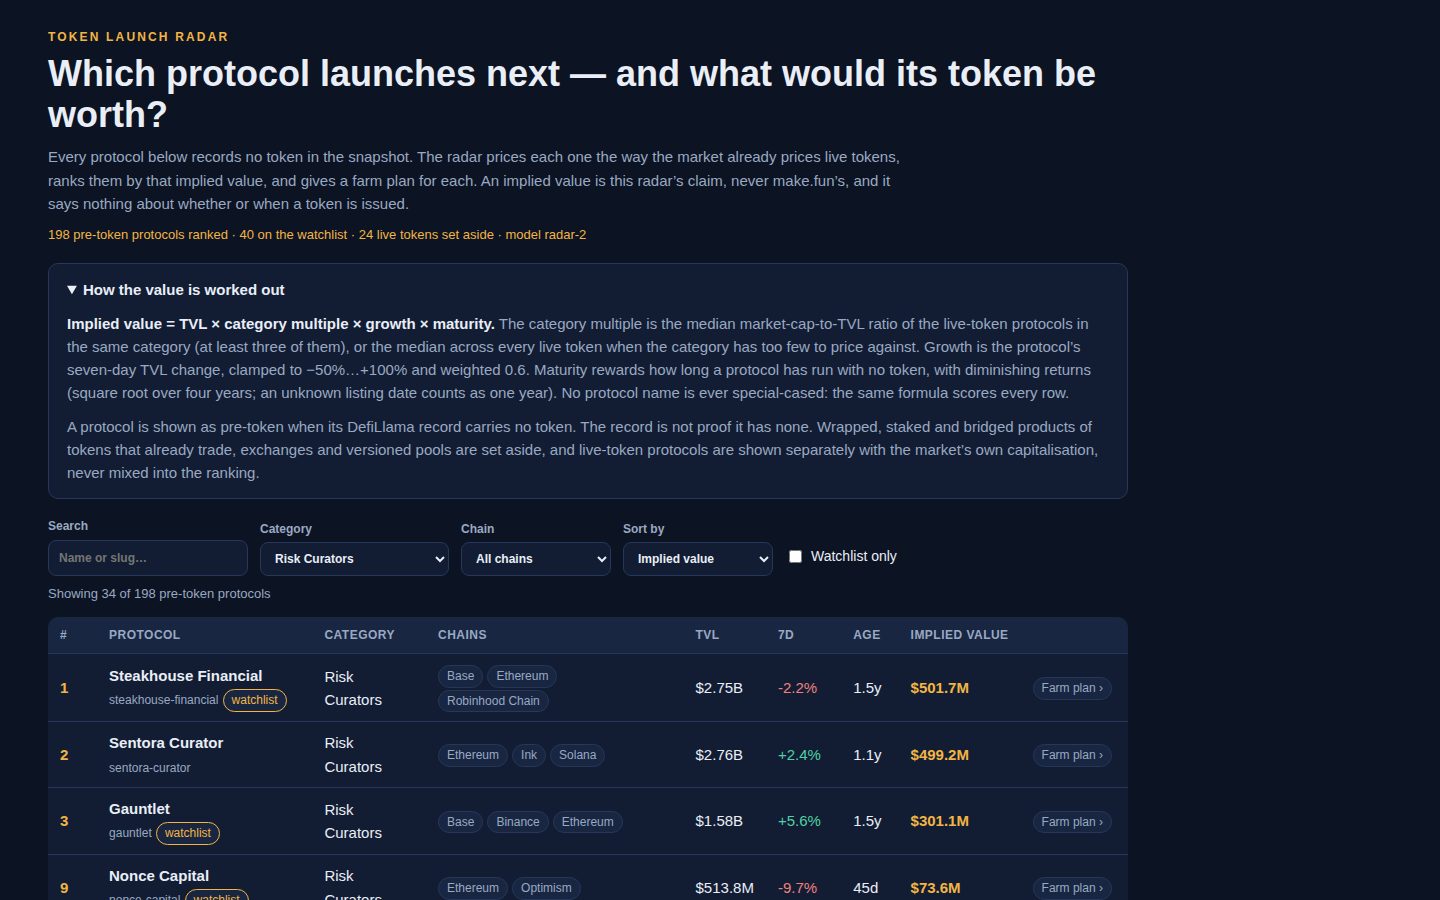 TOKEN LAUNCH RADAR
Which protocol launches next — and what would its token be
worth?
Every protocol below records no token in the snapshot. The radar prices each one the way the market already prices live tokens,
ranks them by that implied value, and gives a farm plan for each. An implied value is this radar’s claim, never make.fun’s, and it
says nothing about whether or when a token is issued.
198 pre-token protocols ranked · 40 on the watchlist · 24 live tokens set aside · model radar-2
▼ How the value is worked out
Implied value = TVL × category multiple × growth × maturity. The category multiple is the median market-cap-to-TVL ratio of the live-token protocols in
the same category (at least three of them), or the median across every live token when the category has too few to price against. Growth is the protocol’s
seven-day TVL change, clamped to −50%…+100% and weighted 0.6. Maturity rewards how long a protocol has run with no token, with diminishing returns
(square root over four years; an unknown listing date counts as one year). No protocol name is ever special-cased: the same formula scores every row.
A protocol is shown as pre-token when its DefiLlama record carries no token. The record is not proof it has none. Wrapped, staked and bridged products of
tokens that already trade, exchanges and versioned pools are set aside, and live-token protocols are shown separately with the market’s own capitalisation,
never mixed into the ranking.
Search Category Chain Sort by
Name or slug… Risk Curators All chains Implied value Watchlist only
Showing 34 of 198 pre-token protocols
# PROTOCOL CATEGORY CHAINS TVL 7D AGE IMPLIED VALUE
1 Steakhouse Financial steakhouse-financial watchlist Risk Curators Base Ethereum Robinhood Chain $2.75B -2.2% 1.5y $501.7M Farm plan ›
2 Sentora Curator sentora-curator Risk Curators Ethereum Ink Solana $2.76B +2.4% 1.1y $499.2M Farm plan ›
3 Gauntlet gauntlet watchlist Risk Curators Base Binance Ethereum $1.58B +5.6% 1.5y $301.1M Farm plan ›
9 Nonce Capital nonce-capital watchlist Risk Curators Ethereum Optimism $513.8M -9.7% 45d $73.6M Farm plan ›